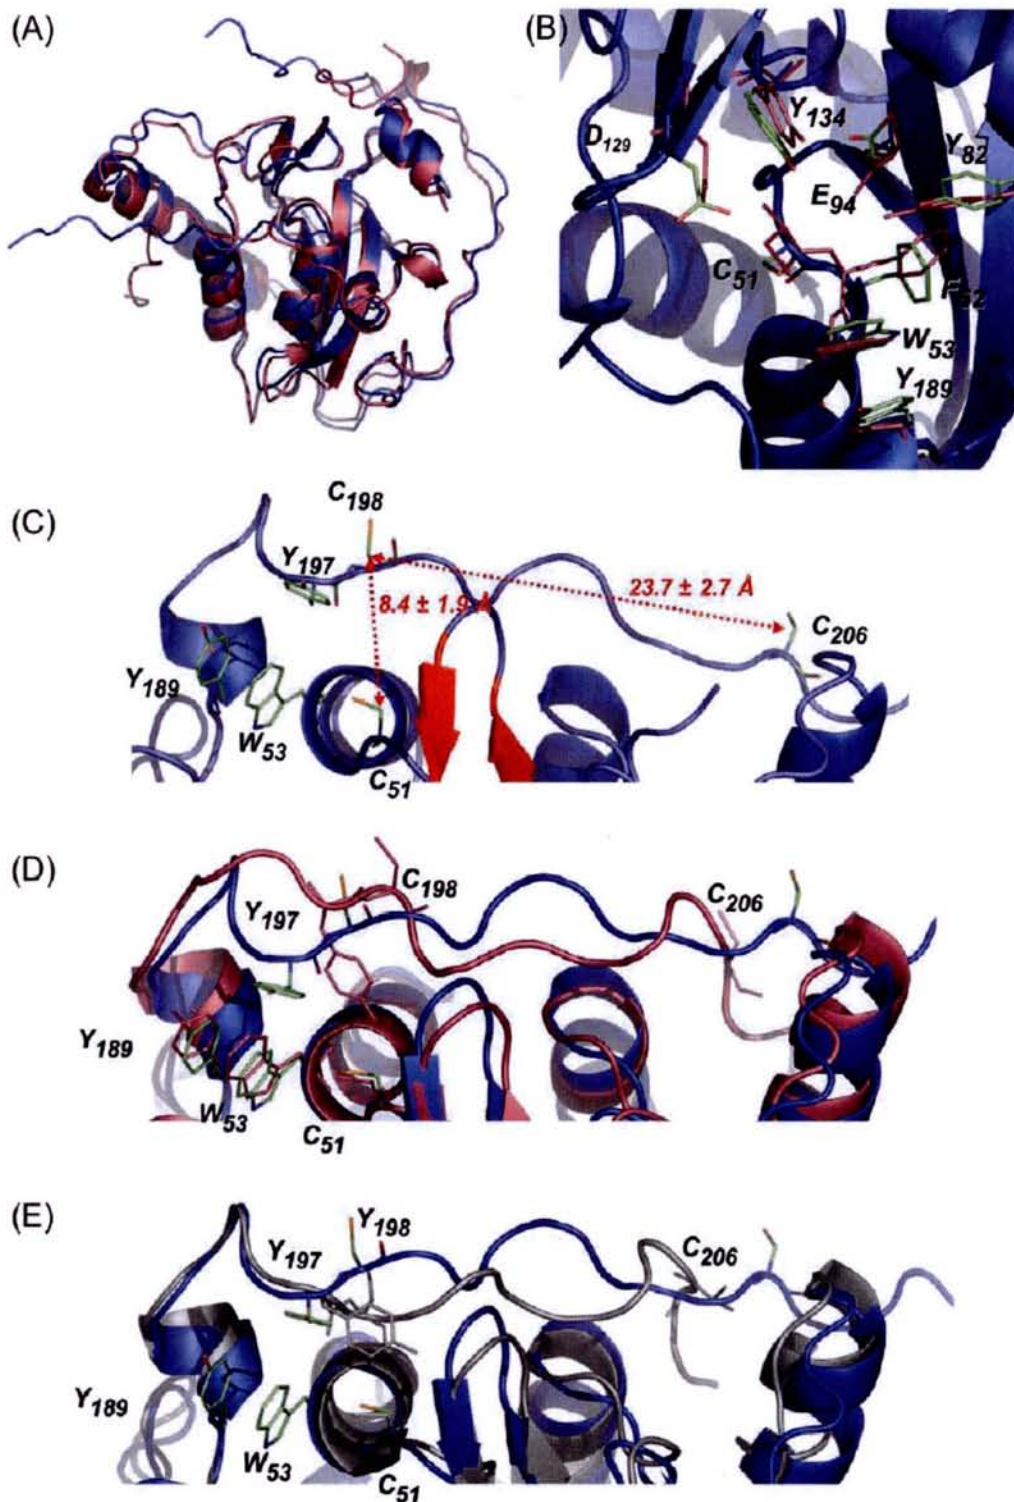 (A)
(B)
Y134
D129
Y82
E94
C51
F52
W53
Y189
(C)
C198
Y197
23.7 ± 2.7 Å
8.4 ± 1.9 Å
C206
Y189
W53
C51
(D)
C198
C206
Y197
Y189
W53
C51
(E)
Y198
Y197
C206
Y189
W53
C51